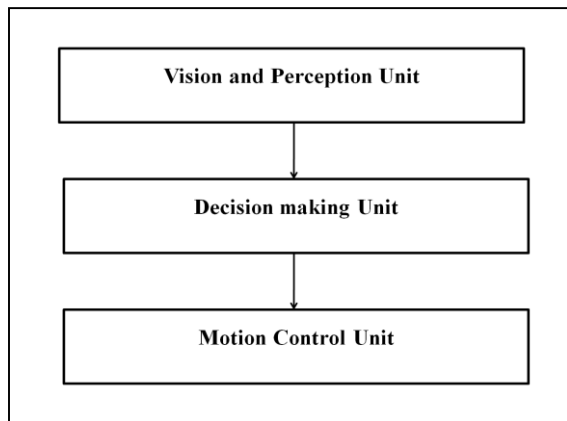 Vision and Perception Unit
Decision making Unit
Motion Control Unit